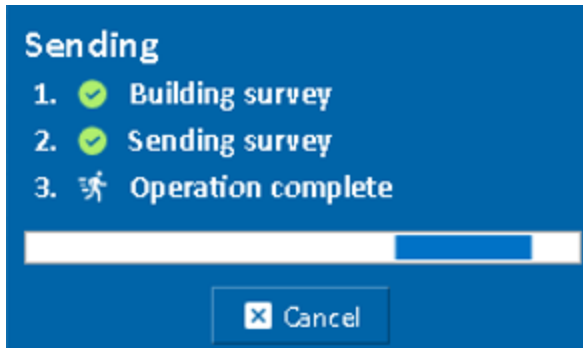 Sending
1. Building survey
2. Sending survey
3. Operation complete
Cancel